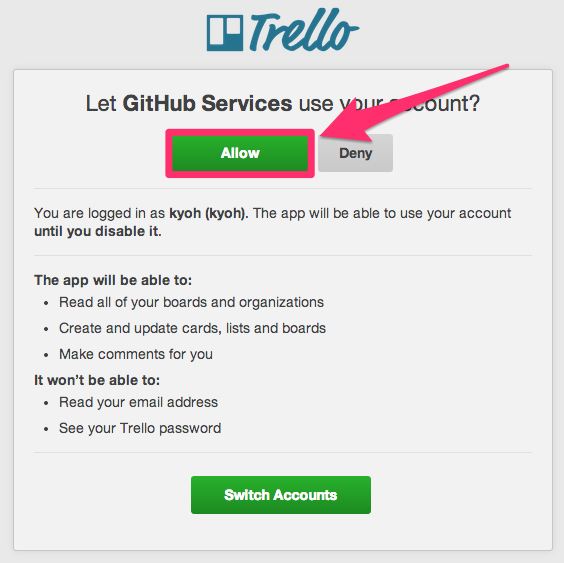 Trello
Let GitHub Services use your account?
Allow
Deny
You are logged in as kyoh (kyoh). The app will be able to use your account
until you disable it.
The app will be able to:
• Read all of your boards and organizations
• Create and update cards, lists and boards
• Make comments for you
It won't be able to:
• Read your email address
• See your Trello password
Switch Accounts